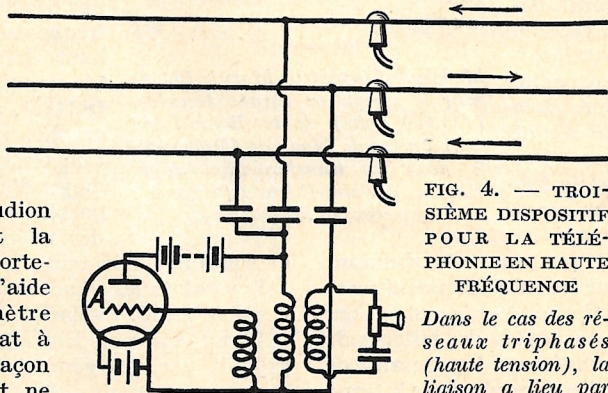 udion
t la
orte-
'aide
nètre
at à
açon
t ne
A
FIG. 4. — TROI-
SIÈME DISPOSITIF
POUR LA TÉLÉ-
PHONIE EN HAUTE
FRÉQUENCE
Dans le cas des ré-
seaux triphasés
(haute tension), la
liaison a lieu par